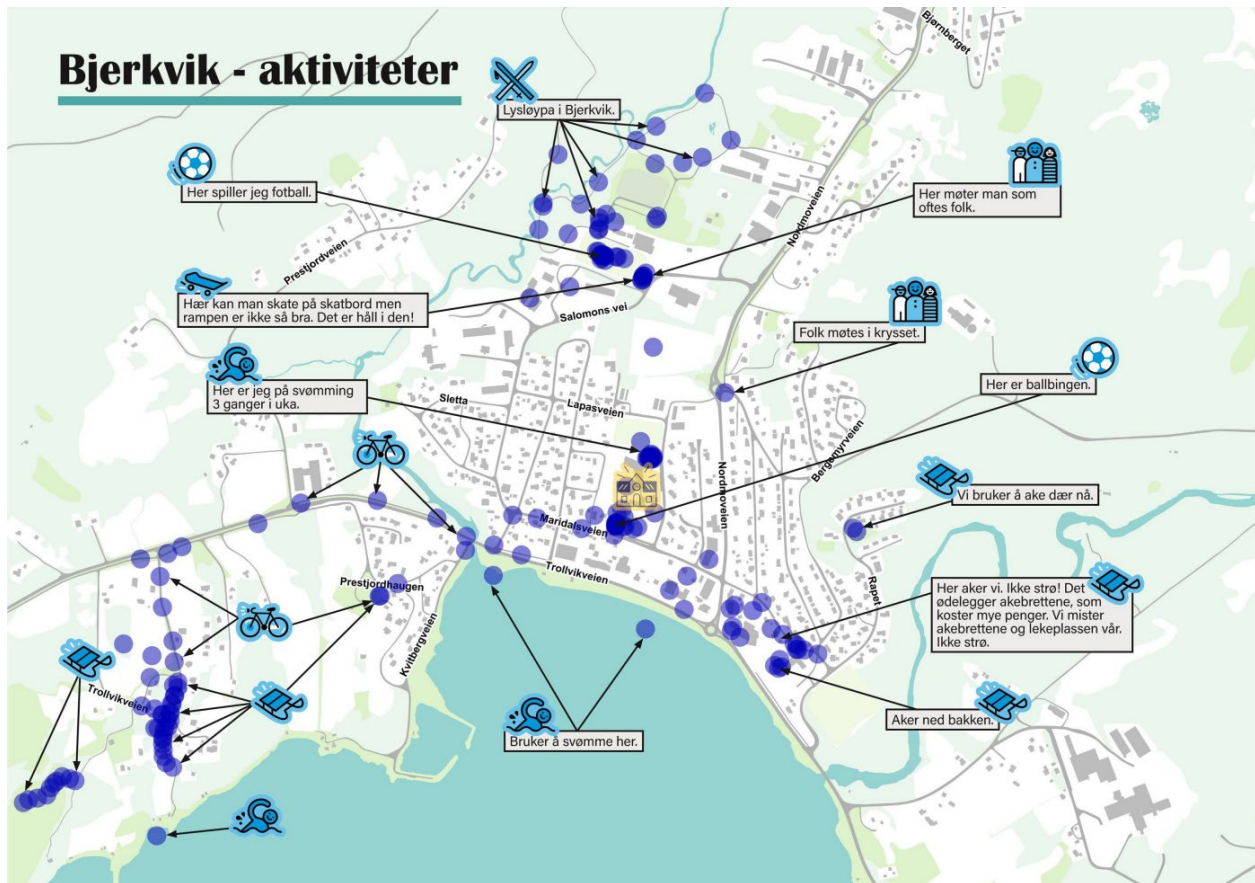 Bjerkvik - aktiviteter
Bjørnberget
Lysløypa i Bjerkvik.
Her spiller jeg fotball.
Her møter man som
oftes folk.
Nordmoveien
Prestjordveien
Hær kan man skate på skatbord men
rampen er ikke så bra. Det er håll i den!
Salomons vei
Folk møtes i krysset.
Her er jeg på svømming
3 ganger i uka.
Her er ballbingen.
Sletta
Lapasveien
Bergemyrveien
Nordmoveien
Vi bruker å ake dær nå.
Maridalsveien
Trollvikveien
Prestjordhaugen
Rapet
Her aker vi. Ikke strø! Det
ødelegger akebrettene, som
koster mye penger. Vi mister
akebrettene og lekeplassen vår.
Ikke strø.
Kvitbergveien
Trollvikveien
Aker ned bakken.
Bruker å svømme her.